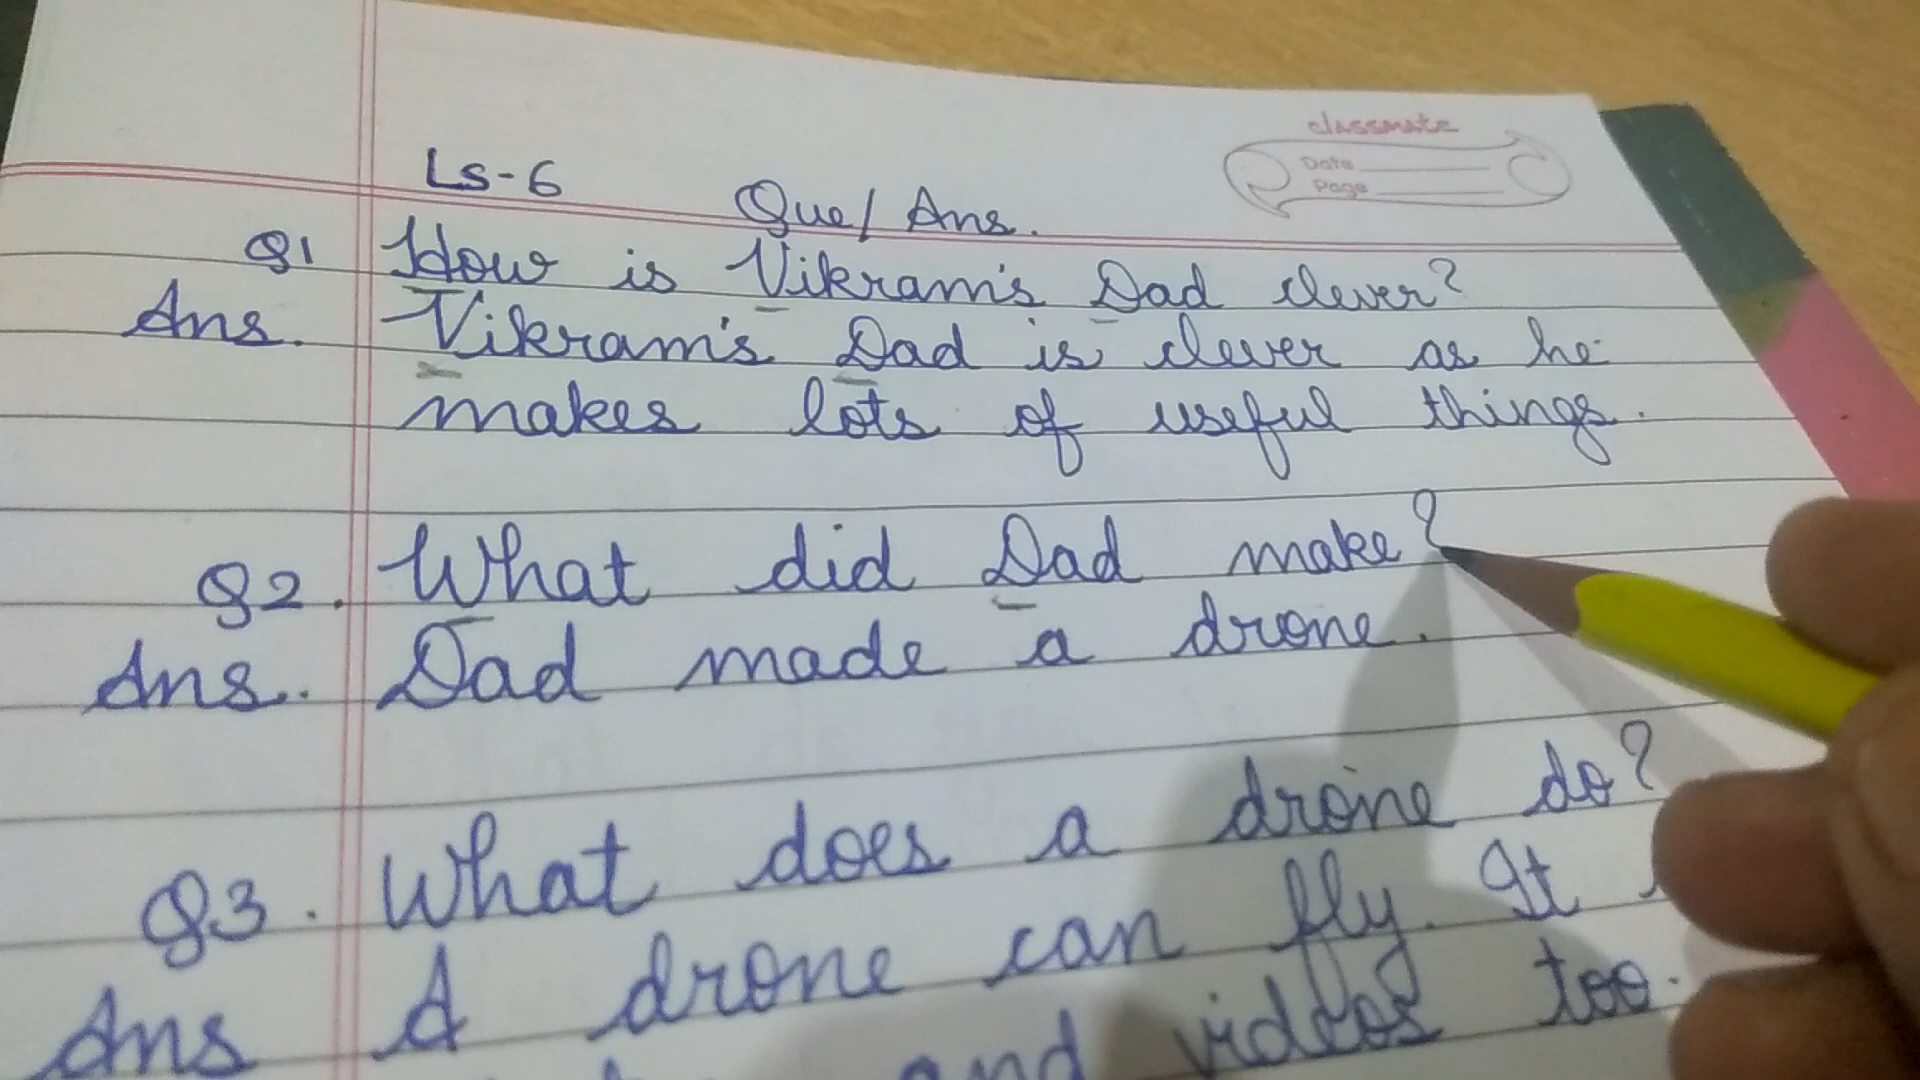 classmate
Date
Page
Ls-6
Que/ Ans.
Q1 How is Vikram's Dad clever?
Ans. Vikram's Dad is clever as he
makes lots of useful things.
Q2. What did Dad make?
Ans. Dad made a drone.
Q3. What does a drone do?
Ans A drone can fly. It
and videos too.